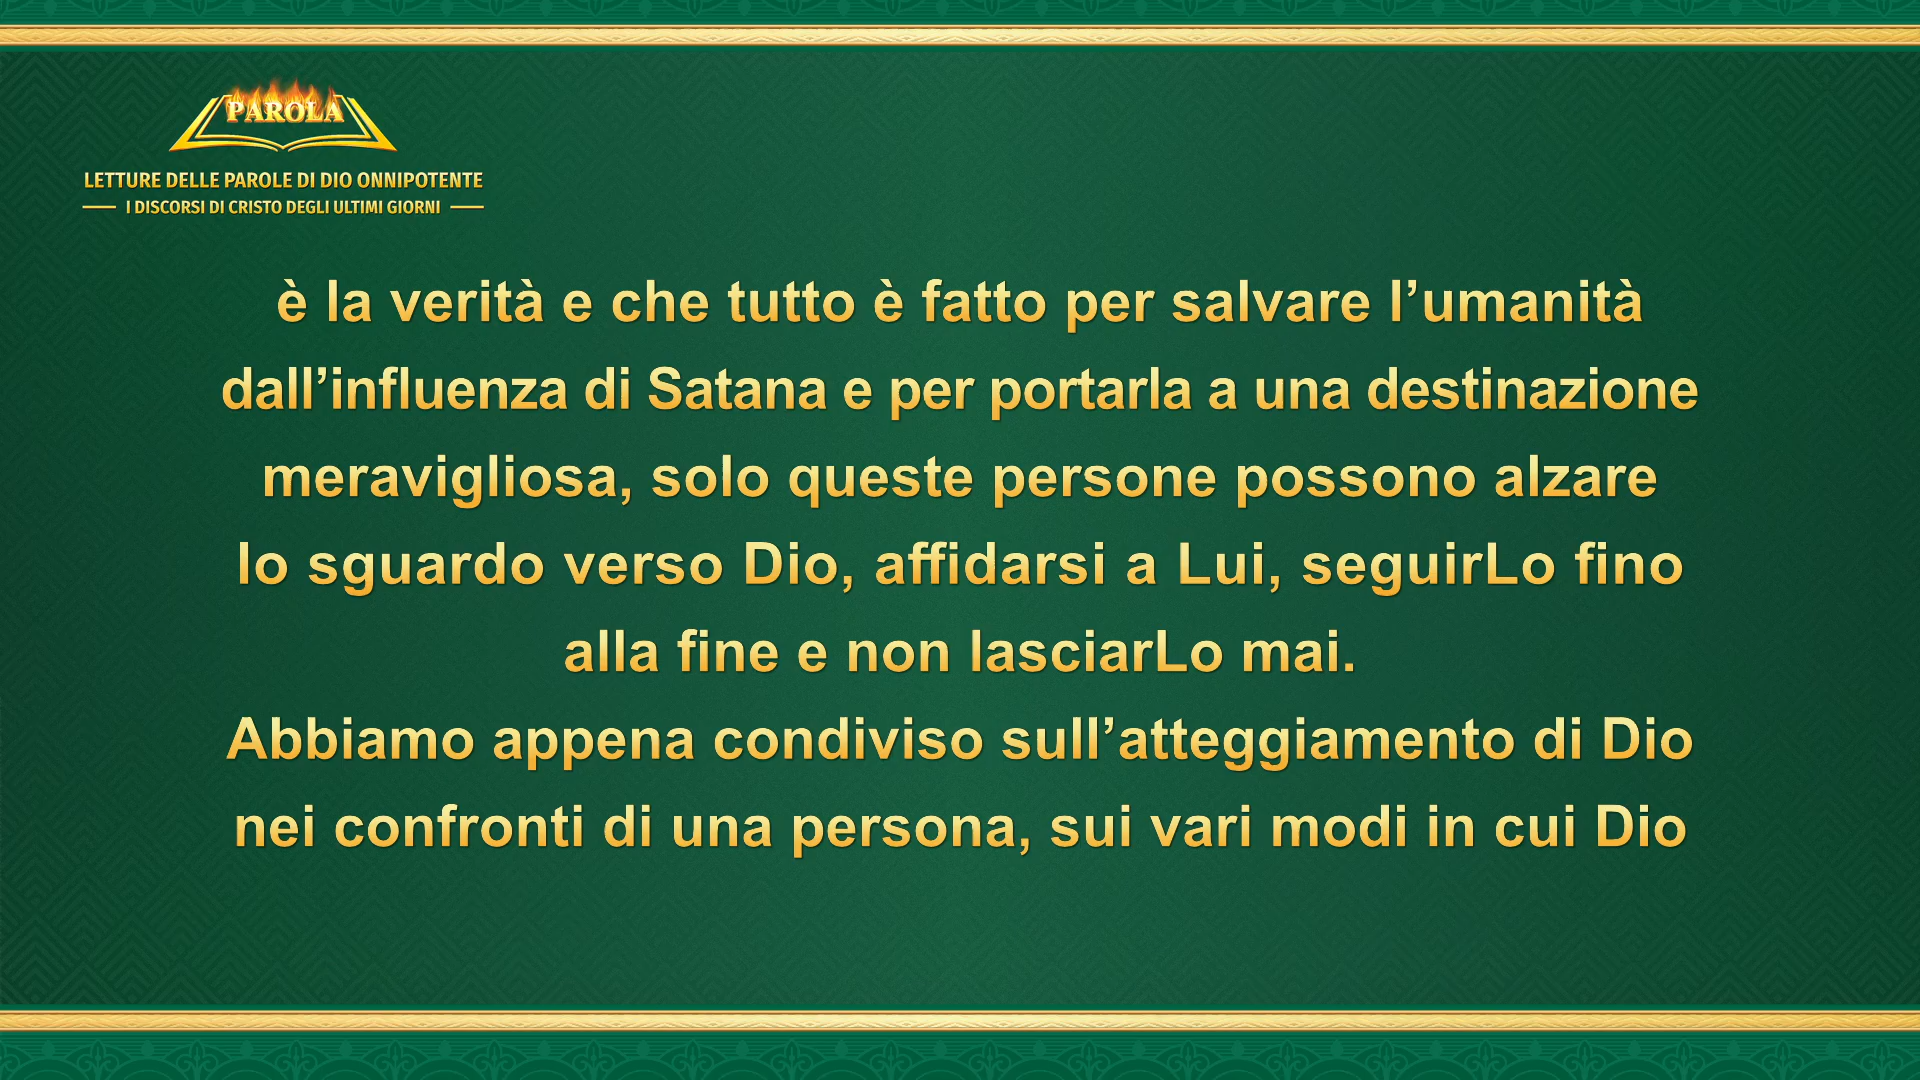 PAROLA
LETTURE DELLE PAROLE DI DIO ONNIPOTENTE
I DISCORSI DI CRISTO DEGLI ULTIMI GIORNI
è la verità e che tutto è fatto per salvare l’umanità
dall’influenza di Satana e per portarla a una destinazione
meravigliosa, solo queste persone possono alzare
lo sguardo verso Dio, affidarsi a Lui, seguirLo fino
alla fine e non lasciarLo mai.
Abbiamo appena condiviso sull’atteggiamento di Dio
nei confronti di una persona, sui vari modi in cui Dio